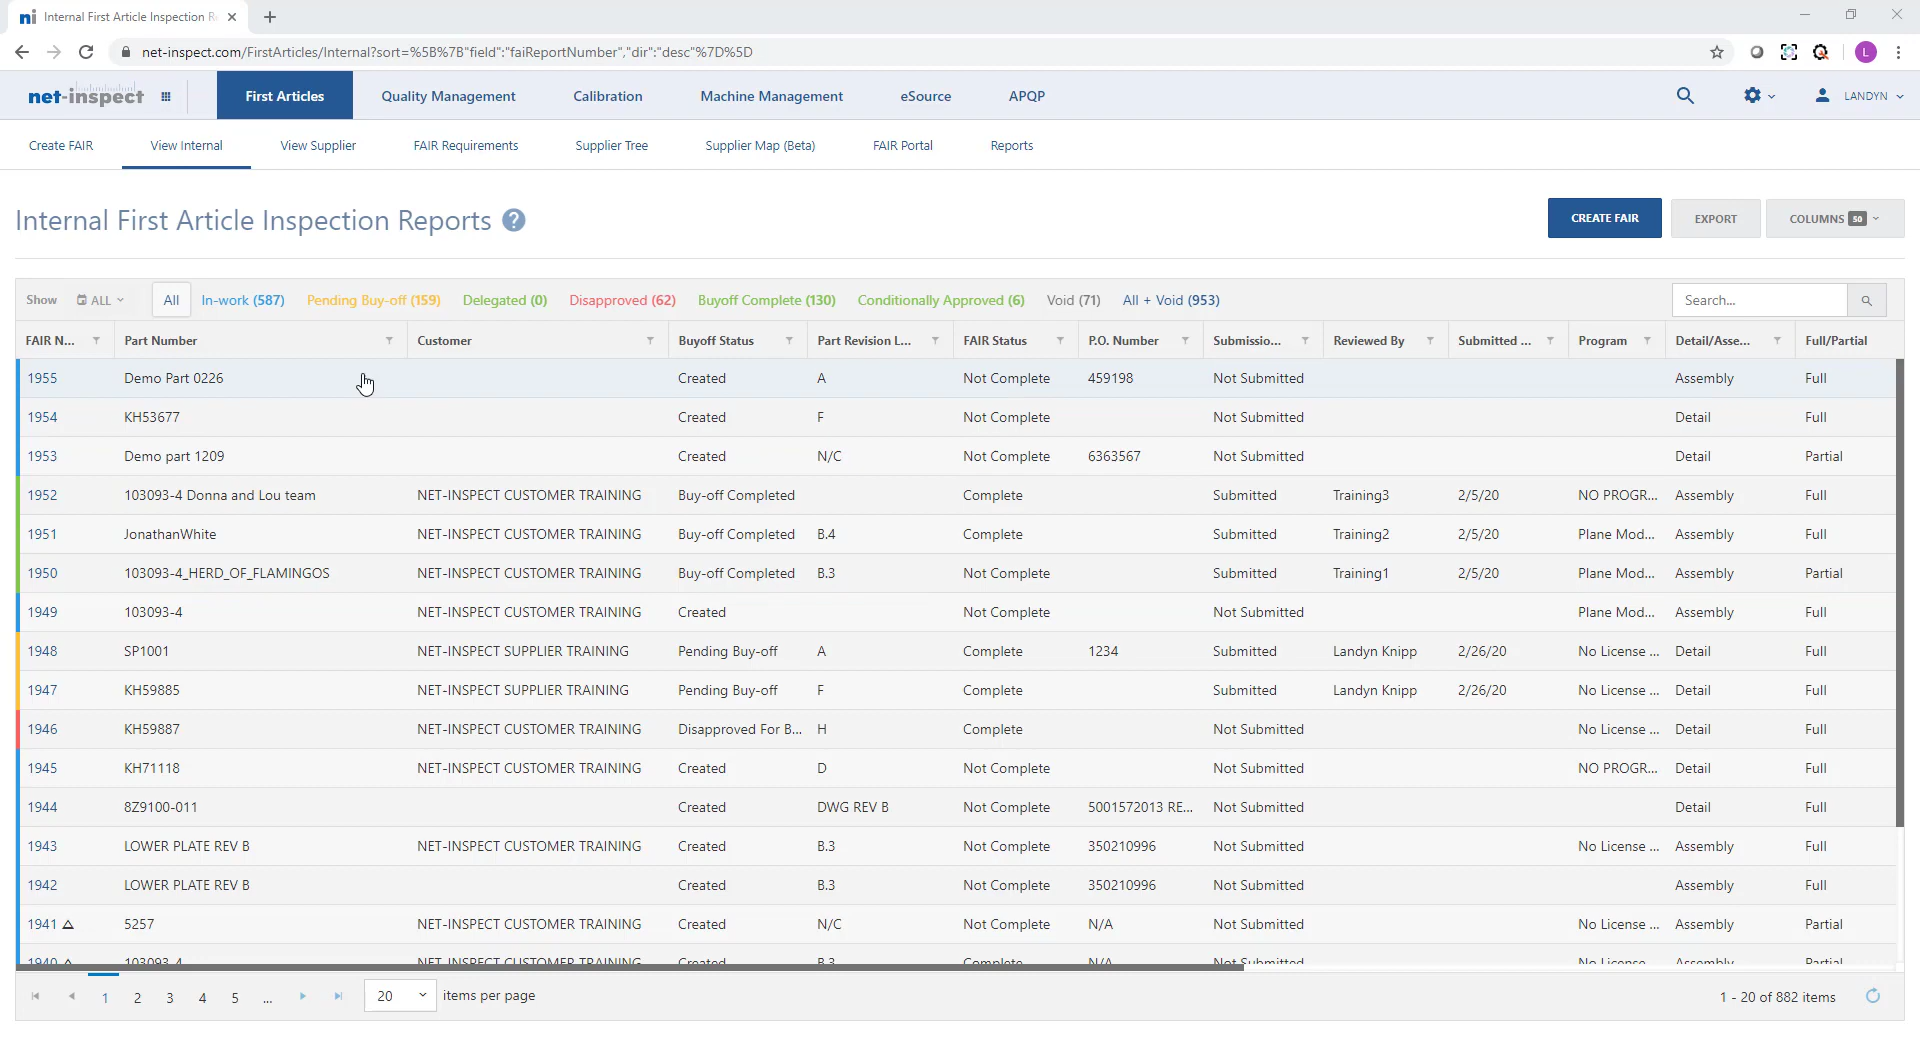 Internal First Article Inspection Re
net-inspect.com/FirstArticles/Internal?sort=%5B%7B"field":"faiReportNumber","dir":"desc"%7D%5D
L
net-inspect First Articles Quality Management Calibration Machine Management eSource APQP LANDYN
Create FAIR View Internal View Supplier FAIR Requirements Supplier Tree Supplier Map (Beta) FAIR Portal Reports
Internal First Article Inspection Reports ? CREATE FAIR EXPORT COLUMNS 50
Show ALL All In-work (587) Pending Buy-off (159) Delegated (0) Disapproved (62) Buyoff Complete (130) Conditionally Approved (6) Void (71) All + Void (953) Search...
FAIR N... Part Number Customer Buyoff Status Part Revision L... FAIR Status P.O. Number Submissio... Reviewed By Submitted ... Program Detail/Asse... Full/Partial
1955 Demo Part 0226 Created A Not Complete 459198 Not Submitted Assembly Full
1954 KH53677 Created F Not Complete Not Submitted Detail Full
1953 Demo part 1209 Created N/C Not Complete 6363567 Not Submitted Detail Partial
1952 103093-4 Donna and Lou team NET-INSPECT CUSTOMER TRAINING Buy-off Completed Complete Submitted Training3 2/5/20 NO PROGR... Assembly Full
1951 JonathanWhite NET-INSPECT CUSTOMER TRAINING Buy-off Completed B.4 Complete Submitted Training2 2/5/20 Plane Mod... Assembly Full
1950 103093-4_HERD_OF_FLAMINGOS NET-INSPECT CUSTOMER TRAINING Buy-off Completed B.3 Complete Submitted Training1 2/5/20 Plane Mod... Assembly Partial
1949 103093-4 NET-INSPECT CUSTOMER TRAINING Created Not Complete Not Submitted Plane Mod... Assembly Full
1948 SP1001 NET-INSPECT SUPPLIER TRAINING Pending Buy-off A Complete 1234 Submitted Landyn Knipp 2/26/20 No License ... Detail Full
1947 KH59885 NET-INSPECT SUPPLIER TRAINING Pending Buy-off F Complete Submitted Landyn Knipp 2/26/20 No License ... Detail Full
1946 KH59887 NET-INSPECT CUSTOMER TRAINING Disapproved For B... H Complete Not Submitted No License ... Detail Full
1945 KH71118 NET-INSPECT CUSTOMER TRAINING Created D Not Complete Not Submitted NO PROGR... Detail Full
1944 8Z9100-011 Created DWG REV B Not Complete 5001572013 RE... Not Submitted Detail Full
1943 LOWER PLATE REV B NET-INSPECT CUSTOMER TRAINING Created B.3 Not Complete 350210996 Not Submitted No License ... Assembly Full
1942 LOWER PLATE REV B Created B.3 Not Complete 350210996 Not Submitted Assembly Full
1941 5257 NET-INSPECT CUSTOMER TRAINING Created N/C Not Complete N/A Not Submitted No License ... Assembly Partial
1940 103093-4 NET-INSPECT CUSTOMER TRAINING Created B.3 Complete N/A Not Submitted No License Assembly Partial
1 2 3 4 5 ... 20 items per page 1 - 20 of 882 items